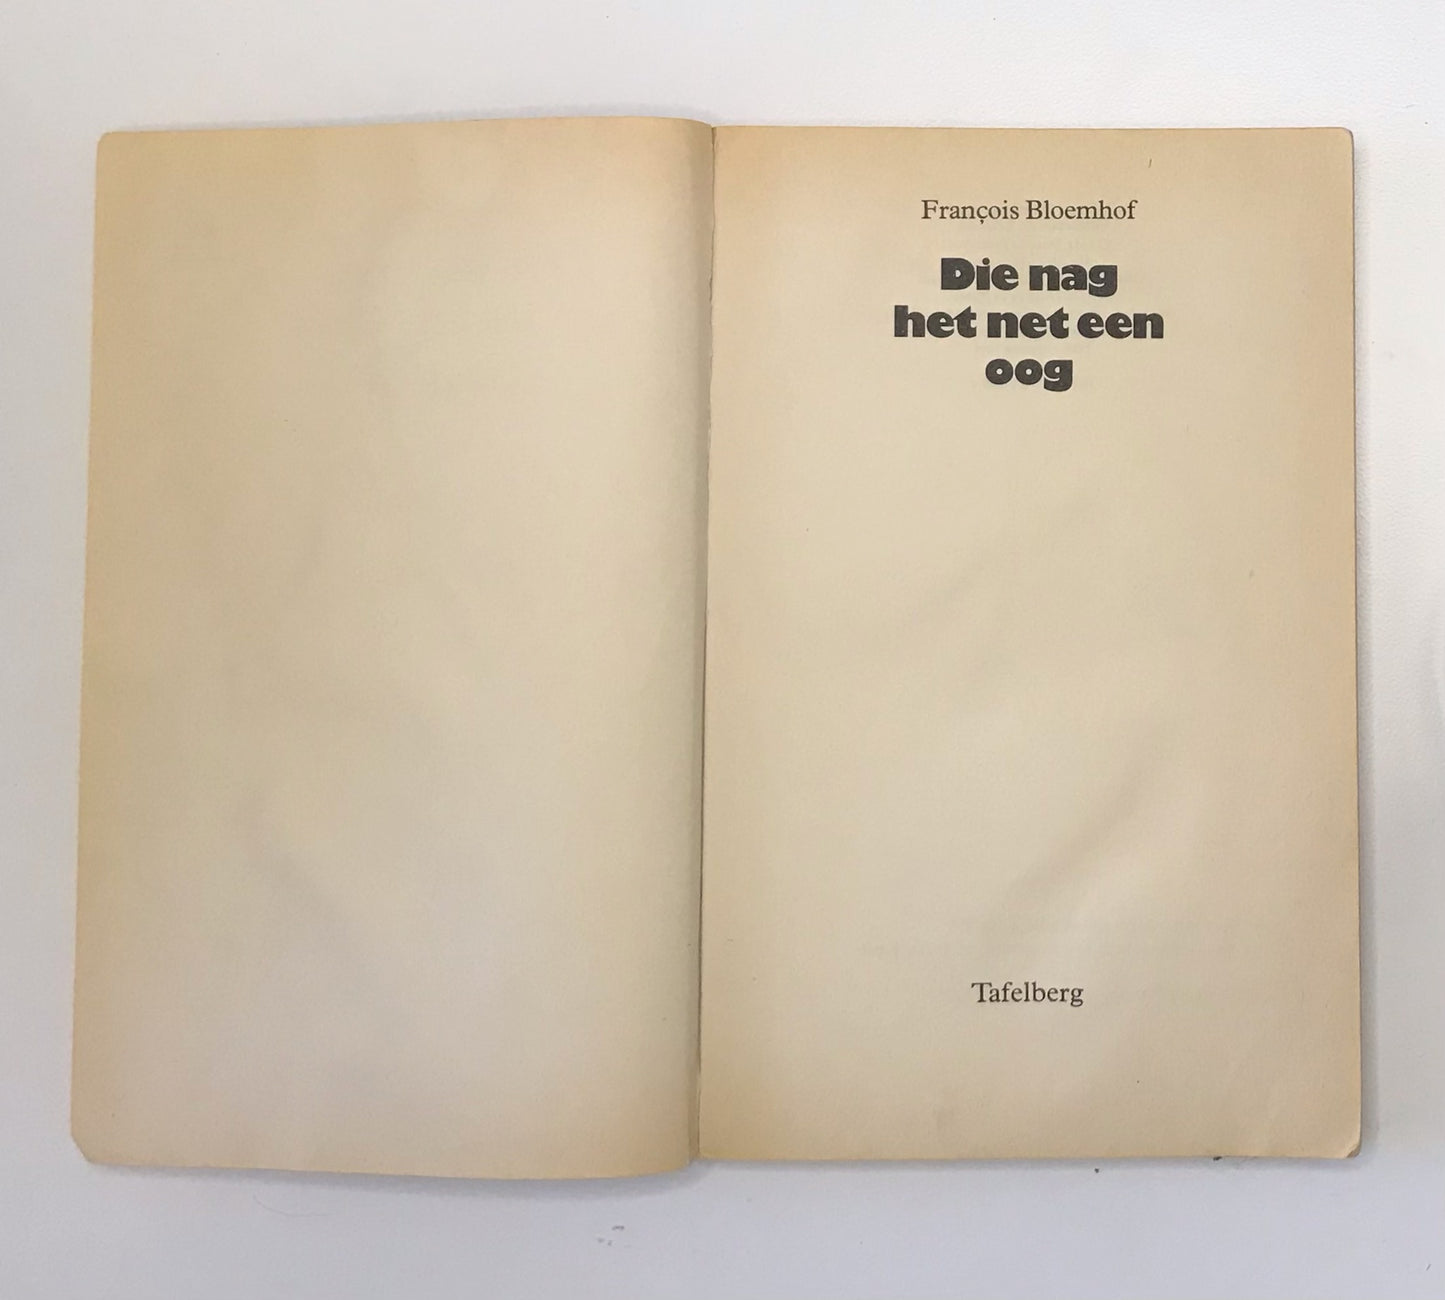 François Bloemhof
Die nag
het net een
oog
Tafelberg